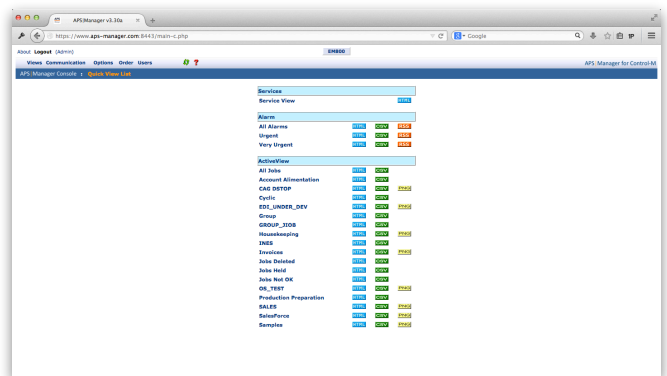 APS|Manager v3.30a
https://www.aps-manager.com:8443/main-c.php
Google
About Logout (Admin)
EM800
Views Communication Options Order Users
APS|Manager for Control-M
APS|Manager Console : Quick View List
Services
Service View HTML
Alarm
All Alarms HTML CSV RSS
Urgent HTML CSV RSS
Very Urgent HTML CSV RSS
ActiveView
All Jobs HTML CSV
Account Alimentation HTML CSV
CAG DSTOP HTML CSV PNG
Cyclic HTML CSV
EDI_UNDER_DEV HTML CSV PNG
Group HTML CSV
GROUP_JIOB HTML CSV
Housekeeping HTML CSV PNG
INES HTML CSV
Invoices HTML CSV PNG
Jobs Deleted HTML CSV
Jobs Held HTML CSV
Jobs Not OK HTML CSV
OS_TEST HTML CSV PNG
Production Preparation HTML CSV
SALES HTML CSV PNG
SalesForce HTML CSV PNG
Samples HTML CSV PNG